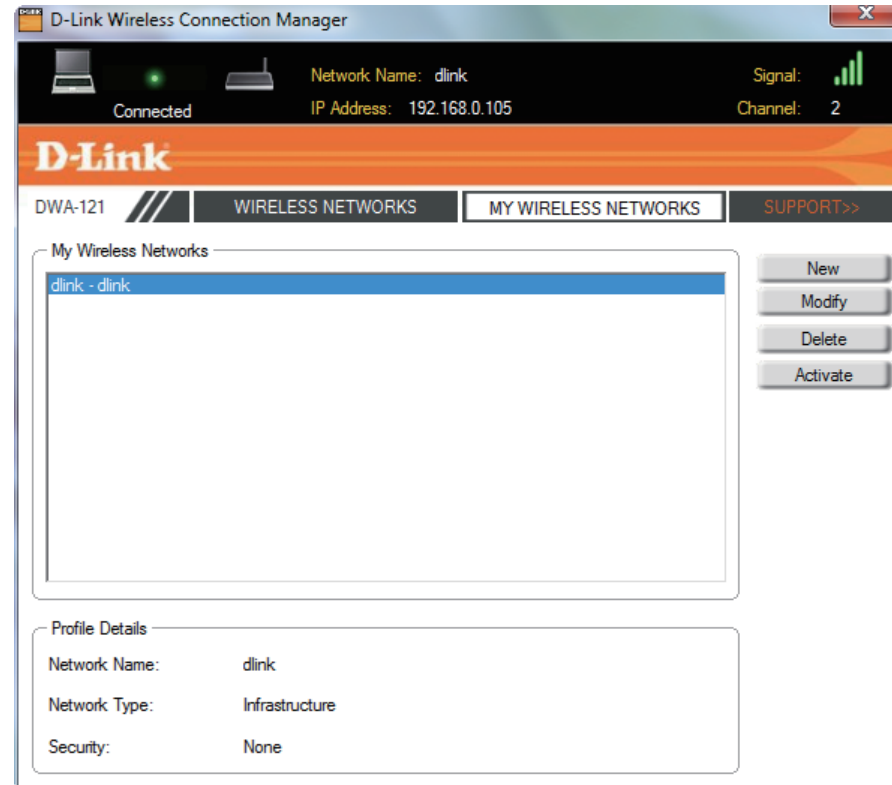 D-Link Wireless Connection Manager
Network Name: dlink
Signal:
Connected
IP Address: 192.168.0.105
Channel: 2
D-Link
DWA-121
WIRELESS NETWORKS
MY WIRELESS NETWORKS
SUPPORT>>
My Wireless Networks
dlink - dlink
New
Modify
Delete
Activate
Profile Details
Network Name: dlink
Network Type: Infrastructure
Security: None